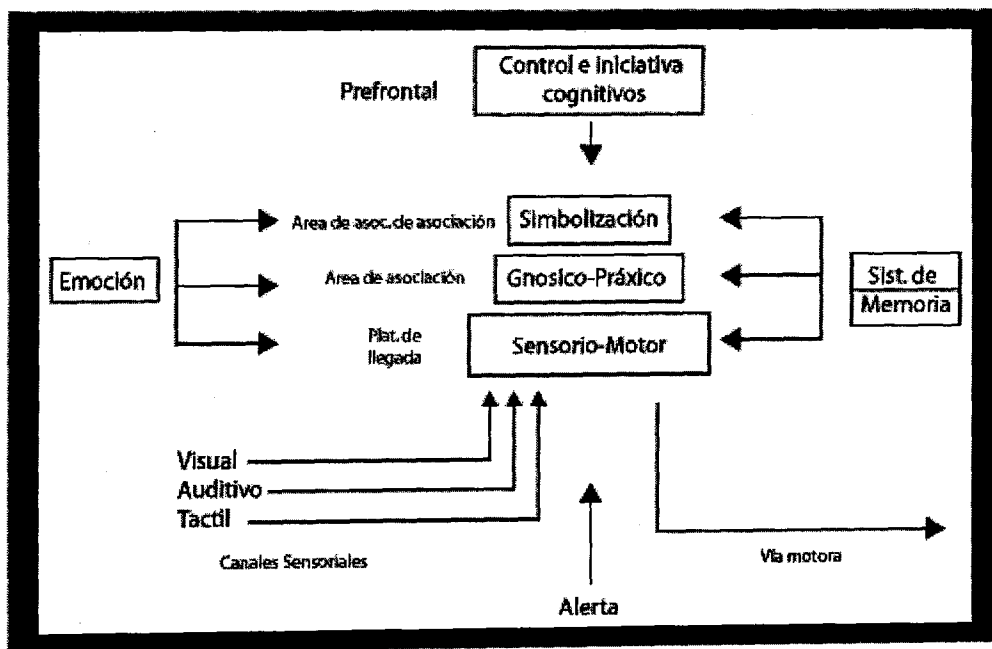 Control e iniciativa
cognitivos
Prefrontal
Area de asoc. de asociación
Simbolización
Emoción
Area de asociación
Gnosico-Práxico
Sist. de
Memoria
Plat. de
llegada
Sensorio-Motor
Visual
Auditivo
Tactil
Canales Sensoriales
Vía motora
Alerta